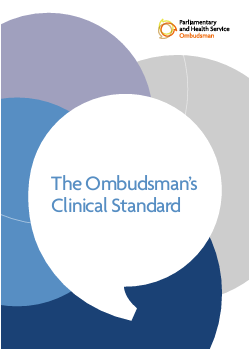 Parliamentary
and Health Service
Ombudsman
The Ombudsman's
Clinical Standard